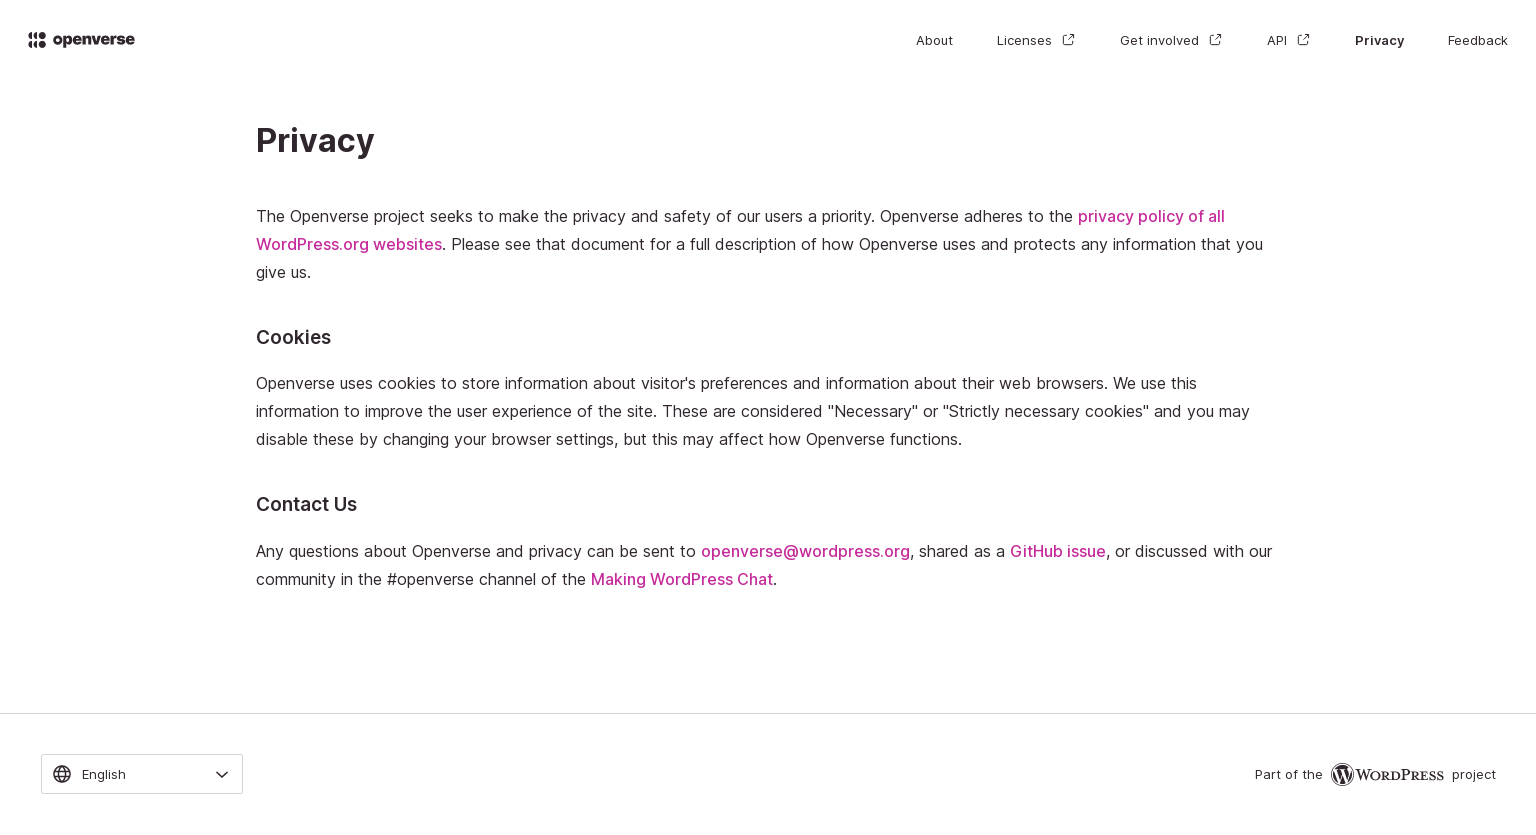 openverse
About
Licenses
Get involved
API
Privacy
Feedback
Privacy
The Openverse project seeks to make the privacy and safety of our users a priority. Openverse adheres to the privacy policy of all
WordPress.org websites. Please see that document for a full description of how Openverse uses and protects any information that you
give us.
Cookies
Openverse uses cookies to store information about visitor's preferences and information about their web browsers. We use this
information to improve the user experience of the site. These are considered "Necessary" or "Strictly necessary cookies" and you may
disable these by changing your browser settings, but this may affect how Openverse functions.
Contact Us
Any questions about Openverse and privacy can be sent to openverse@wordpress.org, shared as a GitHub issue, or discussed with our
community in the #openverse channel of the Making WordPress Chat.
English
Part of the WordPress project